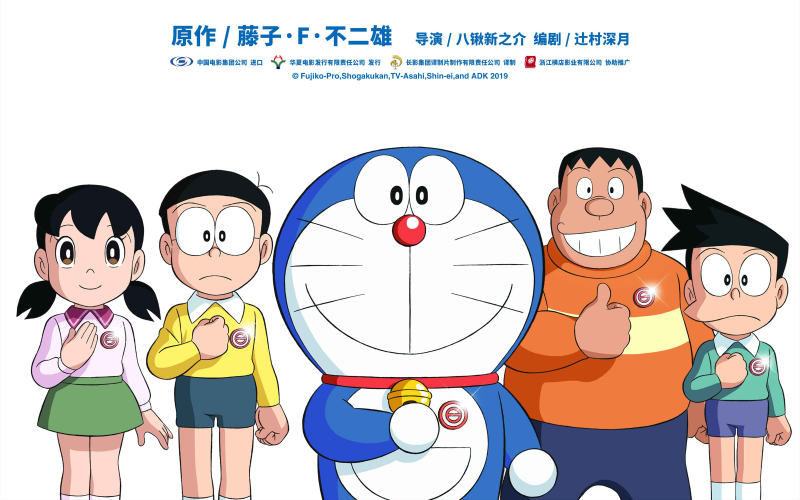 原作 / 藤子·F·不二雄 导演 / 八锹新之介 编剧 / 辻村深月
中国电影集团公司 进口 华夏电影发行有限责任公司 发行 长影集团译制片制作有限责任公司 译制 浙江横店影业有限公司 协助推广
© Fujiko-Pro,Shogakukan,TV-Asahi,Shin-ei,and ADK 2019